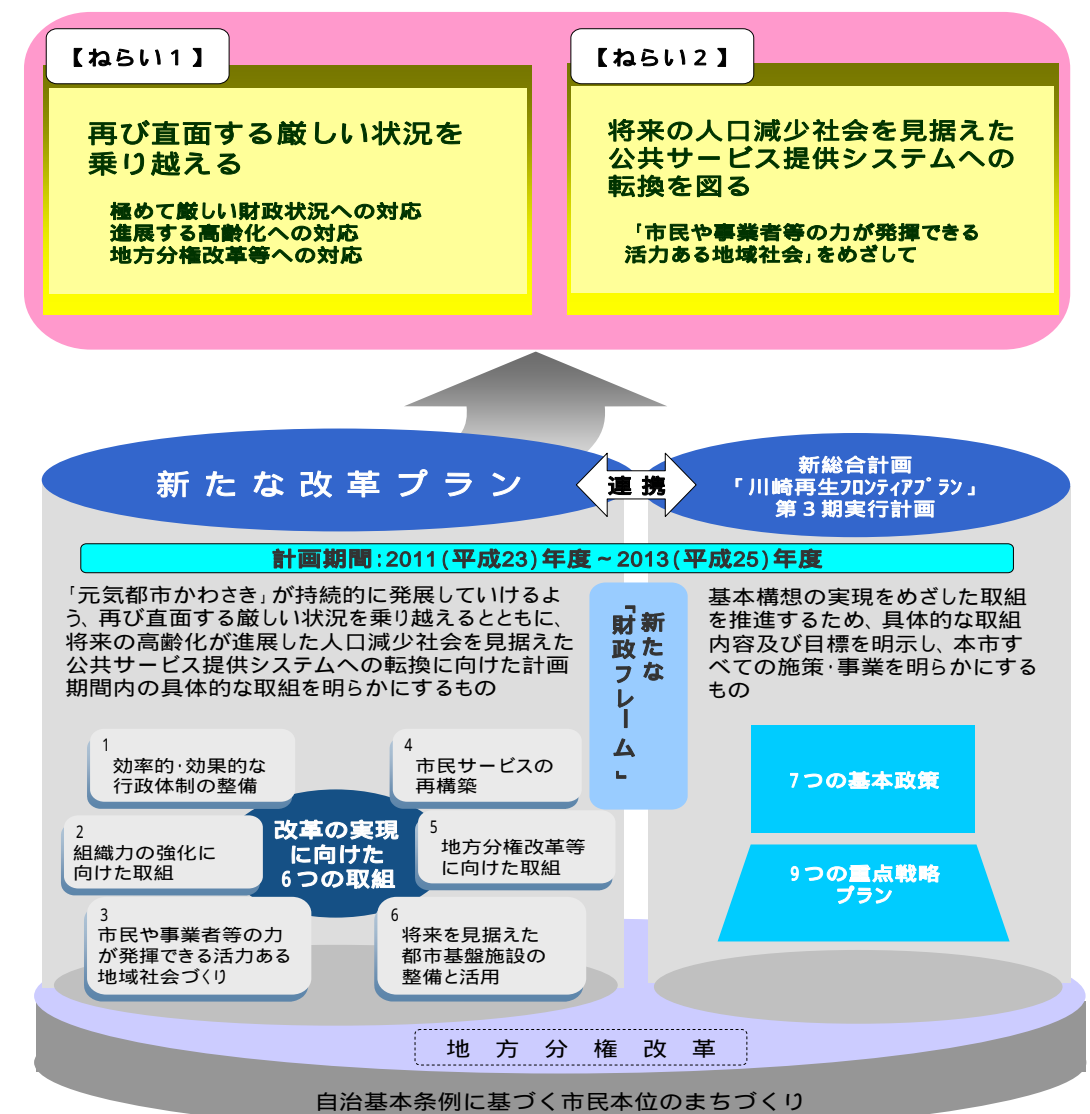 【ねらい1】
再び直面する厳しい状況を
乗り越える
極めて厳しい財政状況への対応
進展する高齢化への対応
地方分権改革等への対応
【ねらい2】
将来の人口減少社会を見据えた
公共サービス提供システムへの
転換を図る
「市民や事業者等の力が発揮できる
活力ある地域社会」をめざして
新たな改革プラン
連携
新総合計画
「川崎再生フロンティアプラン」
第3期実行計画
計画期間:2011(平成23)年度~2013(平成25)年度
「元気都市かわさき」が持続的に発展していけるよ
う、再び直面する厳しい状況を乗り越えるとともに、
将来の高齢化が進展した人口減少社会を見据えた
公共サービス提供システムへの転換に向けた計画
期間内の具体的な取組を明らかにするもの
新たな
「財政フレーム」
基本構想の実現をめざした取組
を推進するため、具体的な取組
内容及び目標を明示し、本市す
べての施策・事業を明らかにする
もの
1
効率的・効果的な
行政体制の整備
2
組織力の強化に
向けた取組
3
市民や事業者等の力
が発揮できる活力ある
地域社会づくり
改革の実現
に向けた
6つの取組
4
市民サービスの
再構築
5
地方分権改革等
に向けた取組
6
将来を見据えた
都市基盤施設の
整備と活用
7つの基本政策
9つの重点戦略
プラン
地方分権改革
自治基本条例に基づく市民本位のまちづくり